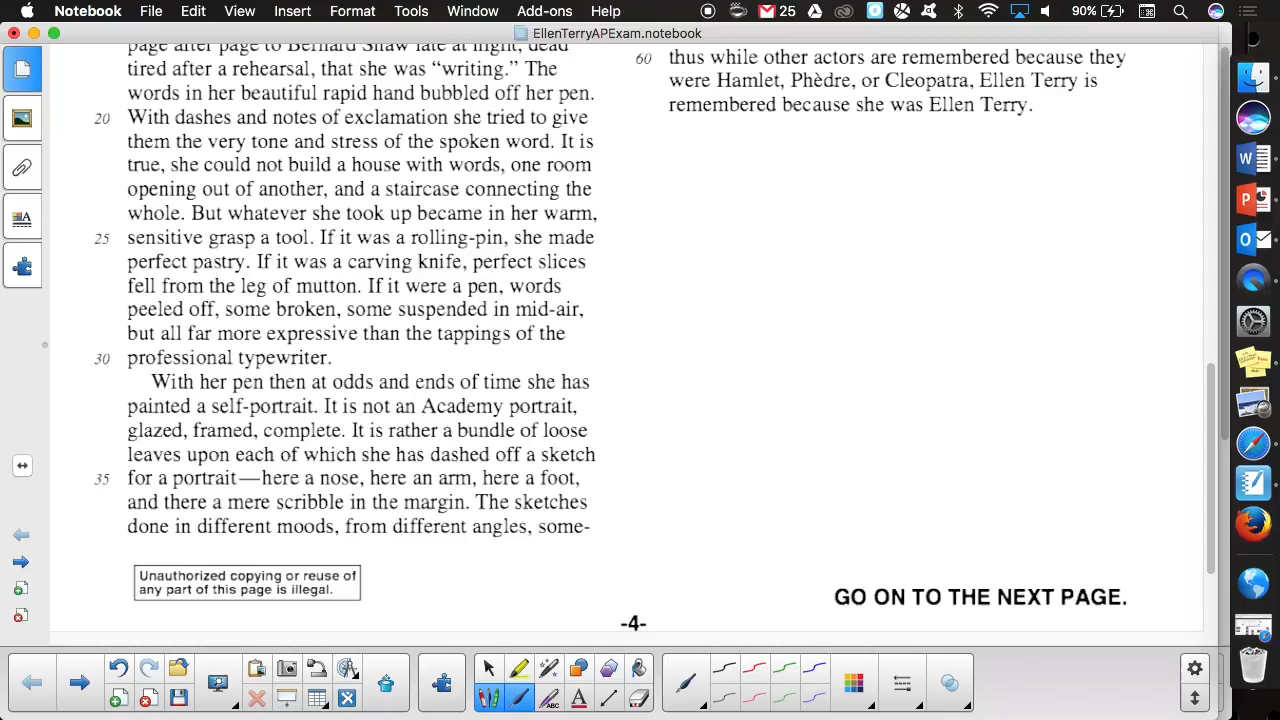 Notebook File Edit View Insert Format Tools Window Add-ons Help 25 90%
EllenTerryAPExam.notebook
page after page to Bernard Shaw late at night, dead
tired after a rehearsal, that she was “writing.” The
words in her beautiful rapid hand bubbled off her pen.
20 With dashes and notes of exclamation she tried to give
them the very tone and stress of the spoken word. It is
true, she could not build a house with words, one room
opening out of another, and a staircase connecting the
whole. But whatever she took up became in her warm,
25 sensitive grasp a tool. If it was a rolling-pin, she made
perfect pastry. If it was a carving knife, perfect slices
fell from the leg of mutton. If it were a pen, words
peeled off, some broken, some suspended in mid-air,
but all far more expressive than the tappings of the
30 professional typewriter.
With her pen then at odds and ends of time she has
painted a self-portrait. It is not an Academy portrait,
glazed, framed, complete. It is rather a bundle of loose
leaves upon each of which she has dashed off a sketch
35 for a portrait—here a nose, here an arm, here a foot,
and there a mere scribble in the margin. The sketches
done in different moods, from different angles, some-
60 thus while other actors are remembered because they
were Hamlet, Phèdre, or Cleopatra, Ellen Terry is
remembered because she was Ellen Terry.
Unauthorized copying or reuse of
any part of this page is illegal.
GO ON TO THE NEXT PAGE.
-4-